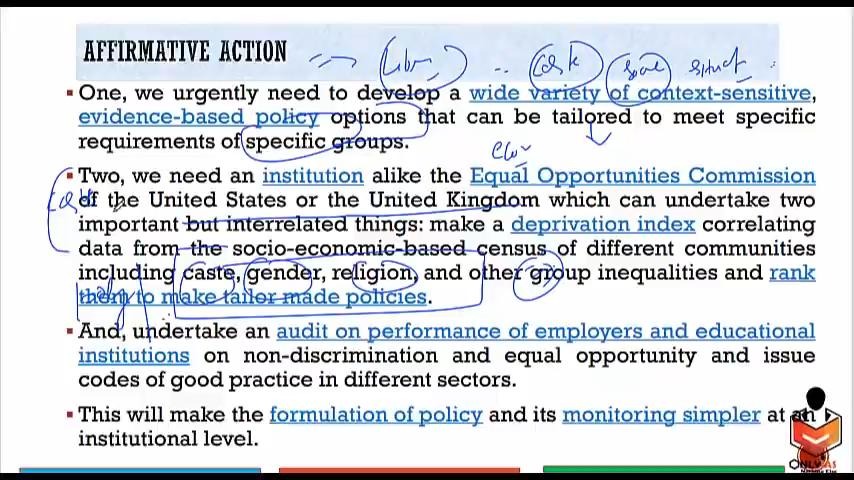 AFFIRMATIVE ACTION
▪ One, we urgently need to develop a wide variety of context-sensitive,
evidence-based policy options that can be tailored to meet specific
requirements of specific groups.
▪ Two, we need an institution alike the Equal Opportunities Commission
of the United States or the United Kingdom which can undertake two
important but interrelated things: make a deprivation index correlating
data from the socio-economic-based census of different communities
including caste, gender, religion, and other group inequalities and rank
them to make tailor made policies.
▪ And, undertake an audit on performance of employers and educational
institutions on non-discrimination and equal opportunity and issue
codes of good practice in different sectors.
▪ This will make the formulation of policy and its monitoring simpler at an
institutional level.